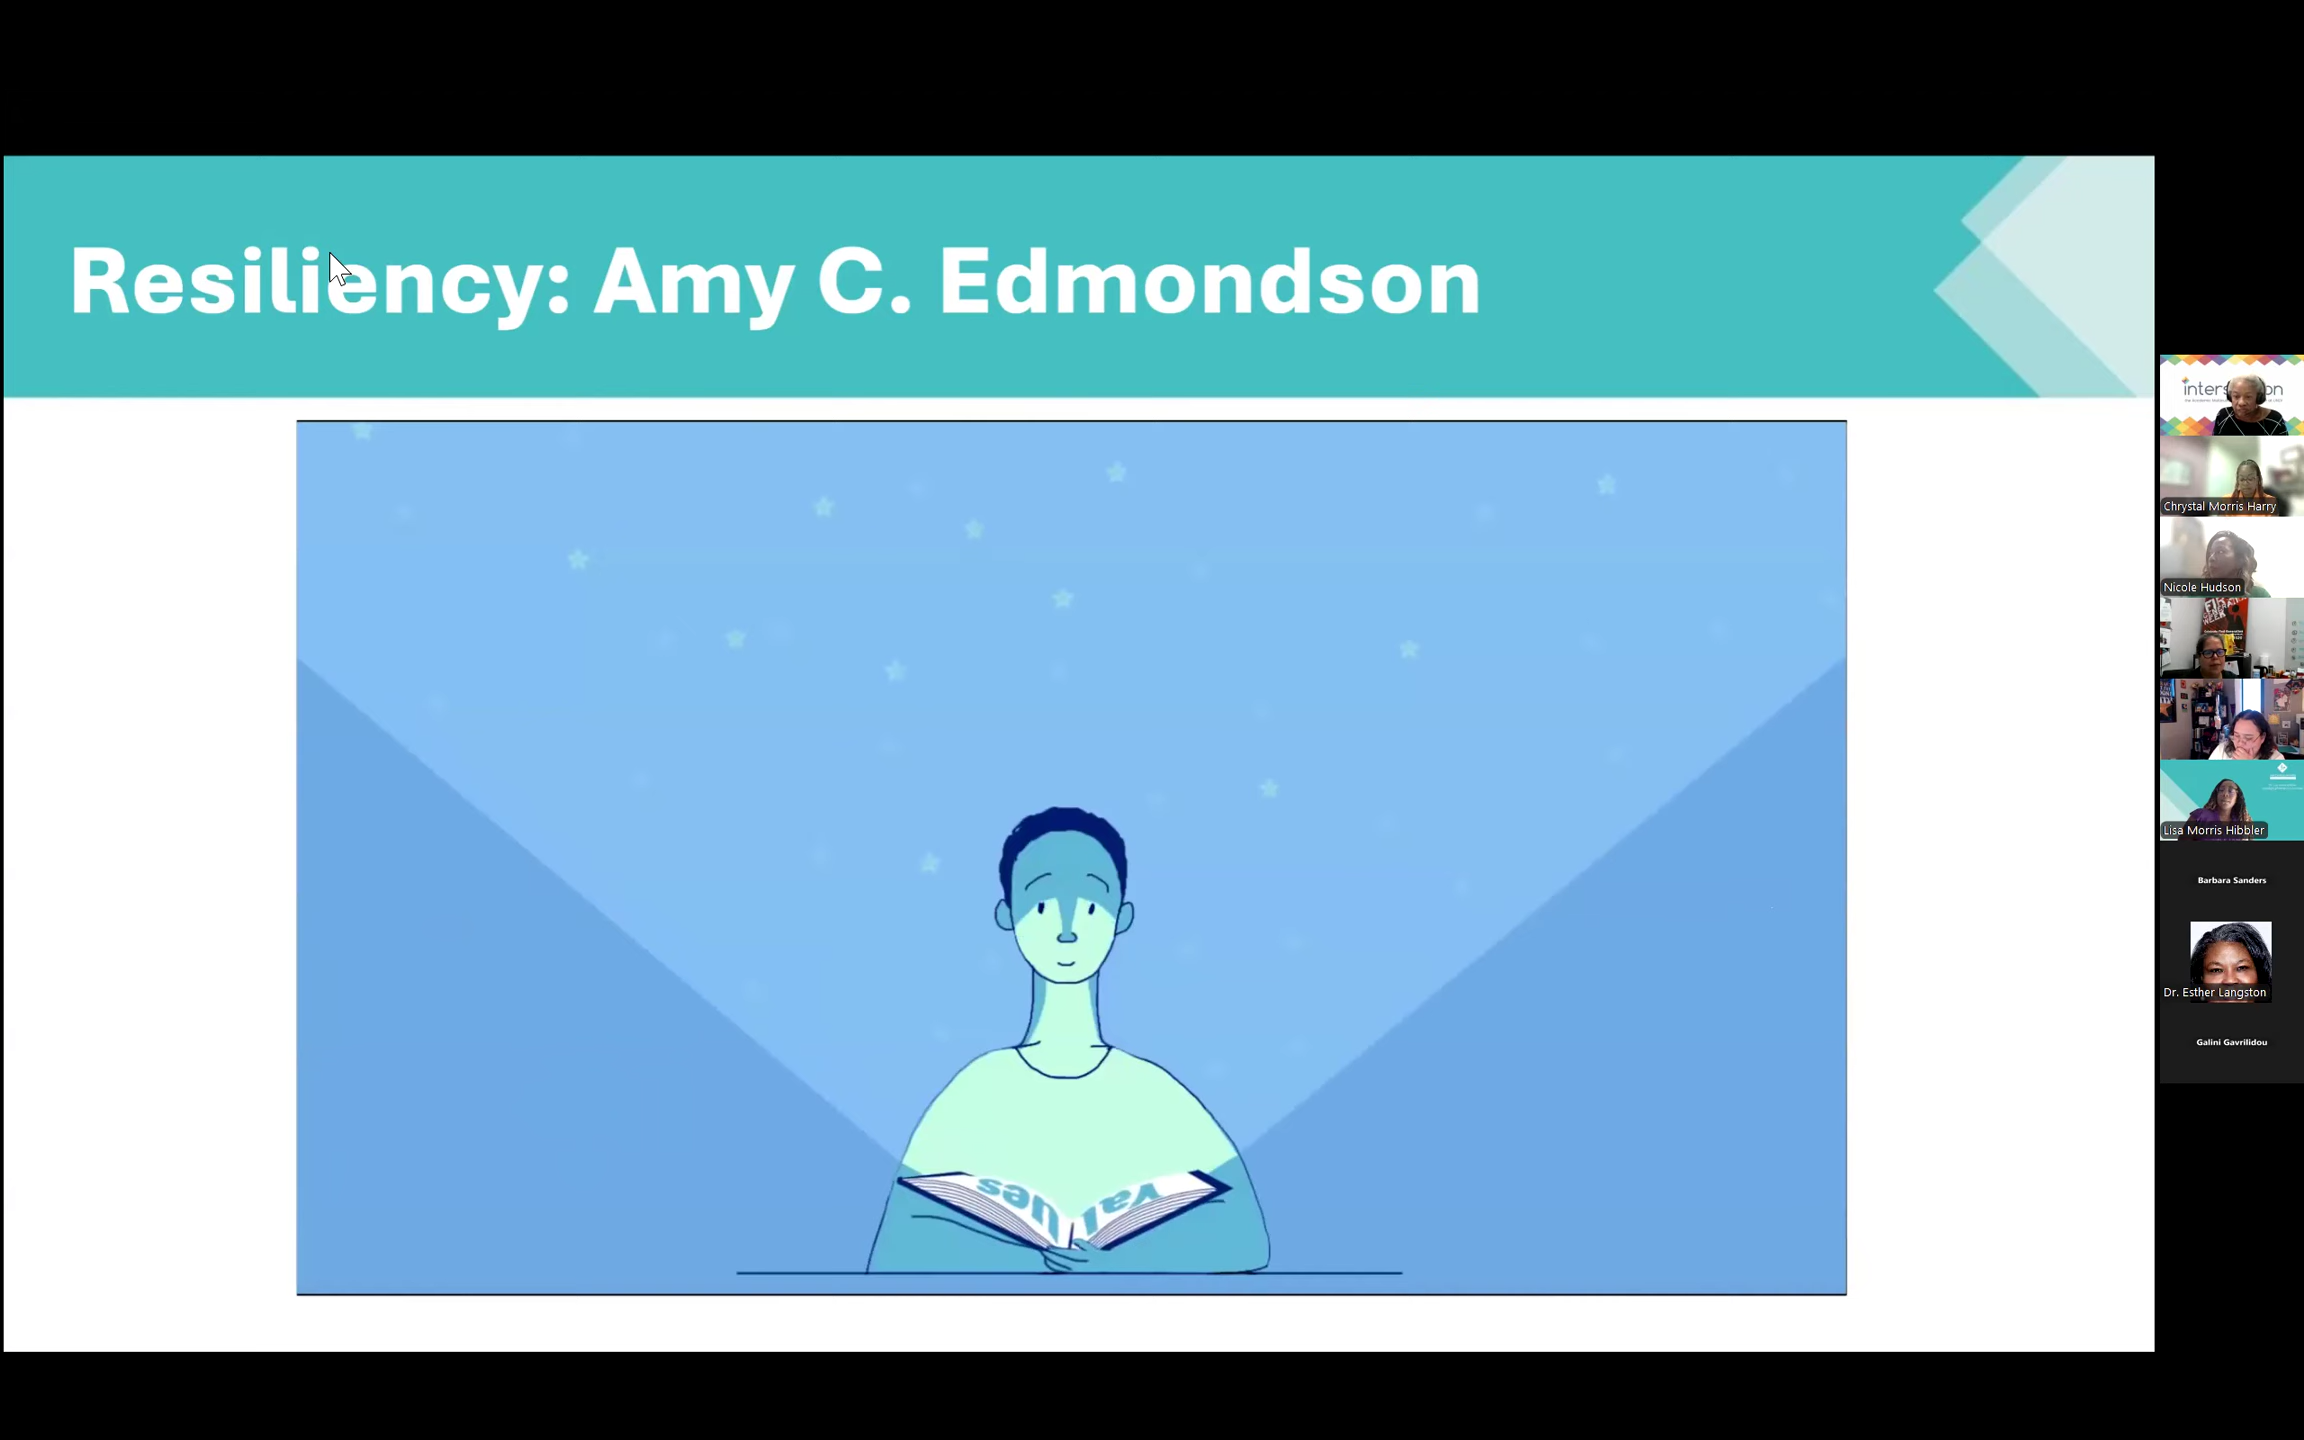 Resiliency: Amy C. Edmondson
Values
Chrystal Morris Harry
Nicole Hudson
Lisa Morris Hibbler
Barbara Sanders
Dr. Esther Langston
Galini Gavrilidou